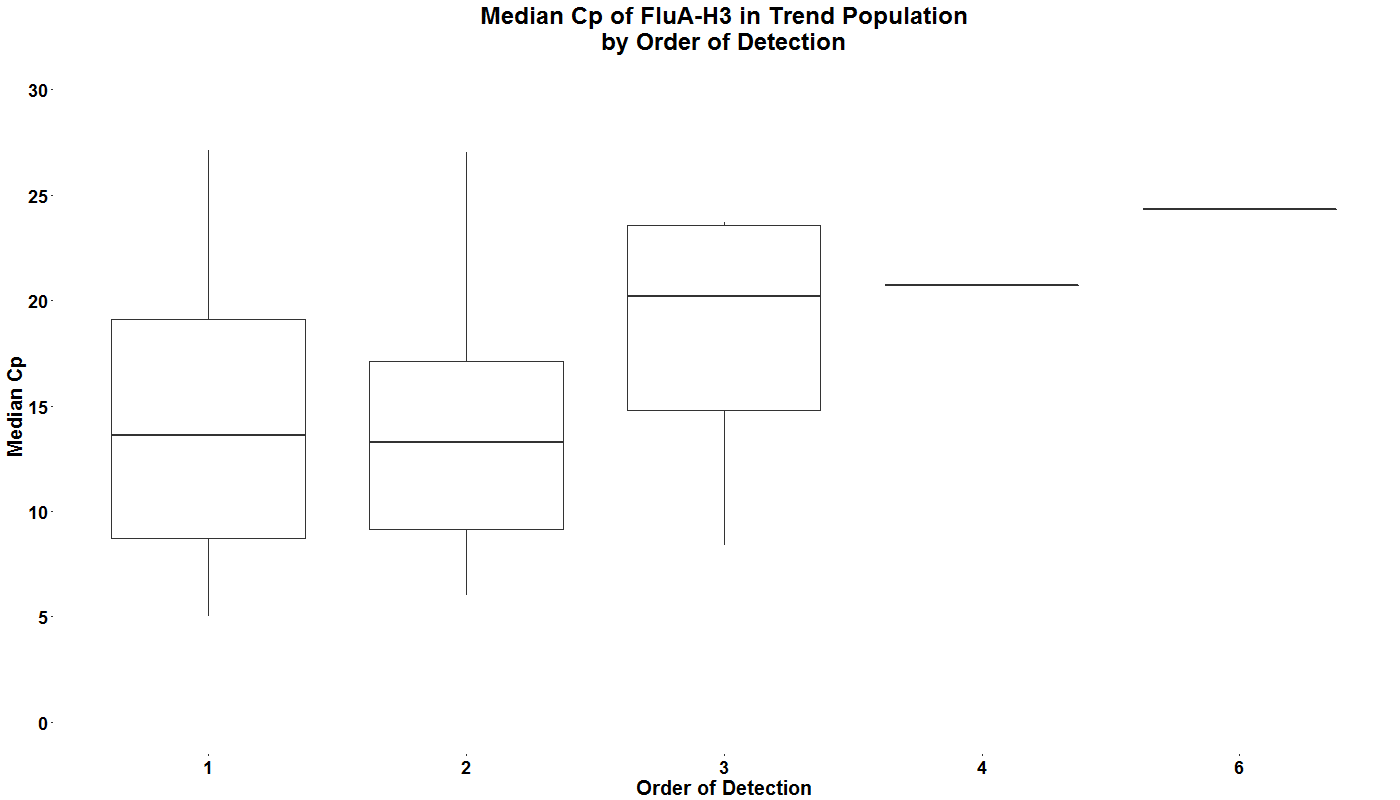 Median Cp of FluA-H3 in Trend Population
by Order of Detection
30
25
20
15
10
5
0
Median Cp
1 2 3 4 6
Order of Detection